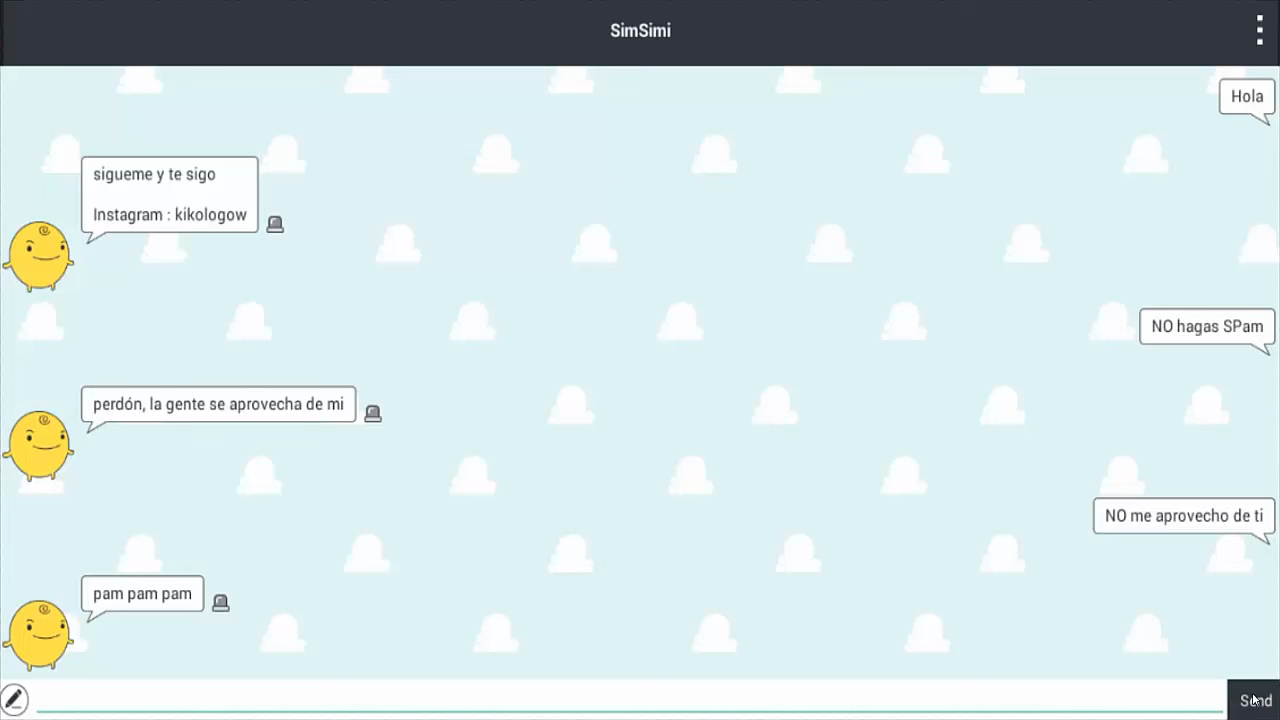 SimSimi
Hola
sigueme y te sigo
Instagram : kikologow
NO hagas SPam
perdón, la gente se aprovecha de mi
NO me aprovecho de ti
pam pam pam
Send